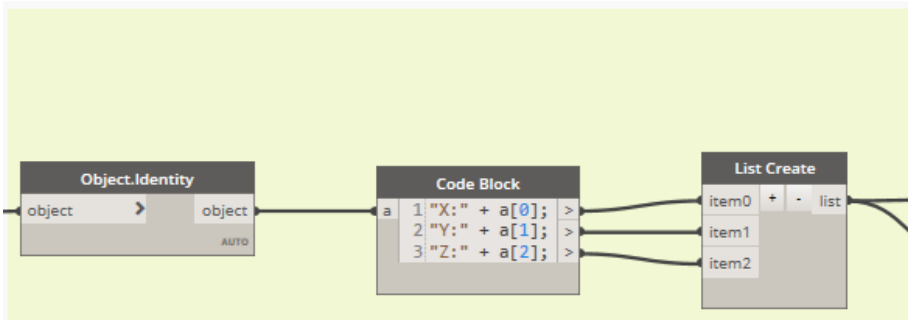 Object.Identity
object > object
AUTO
Code Block
a 1 "X:" + a[0]; >
2 "Y:" + a[1]; >
3 "Z:" + a[2]; >
List Create
item0 + - list
item1
item2